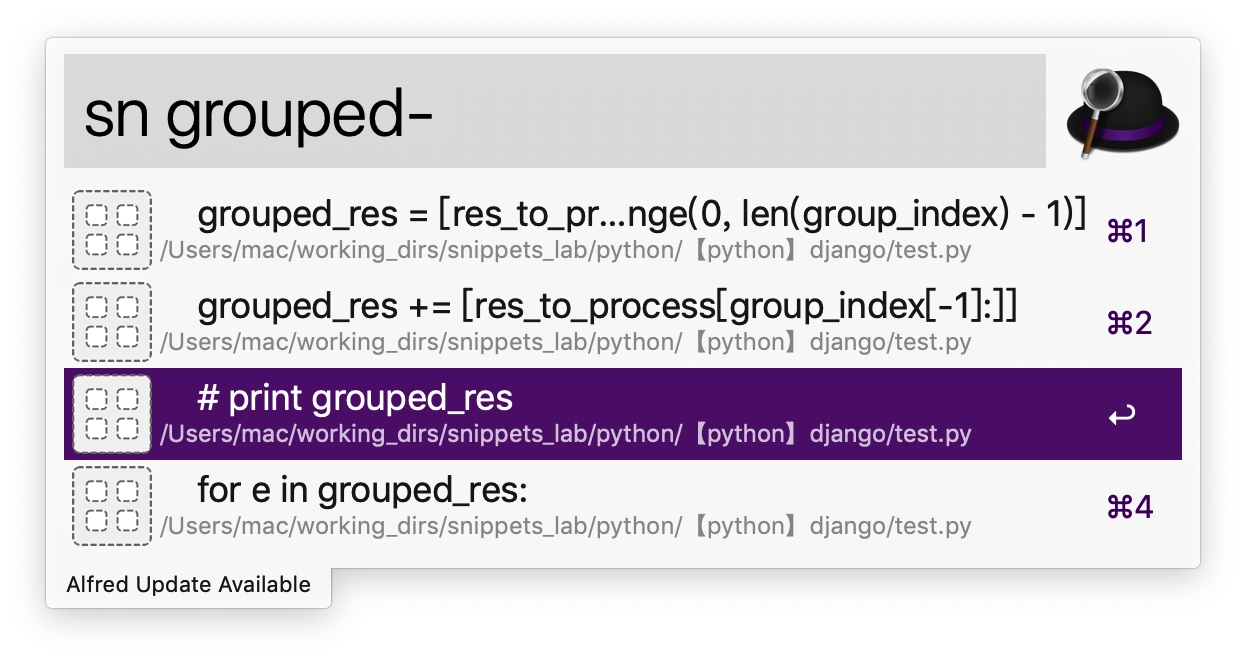 sn grouped-
grouped_res = [res_to_pr...nge(0, len(group_index) - 1)]
⌘1
/Users/mac/working_dirs/snippets_lab/python/【python】django/test.py
grouped_res += [res_to_process[group_index[-1]:]]
⌘2
/Users/mac/working_dirs/snippets_lab/python/【python】django/test.py
# print grouped_res
/Users/mac/working_dirs/snippets_lab/python/【python】django/test.py
for e in grouped_res:
⌘4
/Users/mac/working_dirs/snippets_lab/python/【python】django/test.py
Alfred Update Available